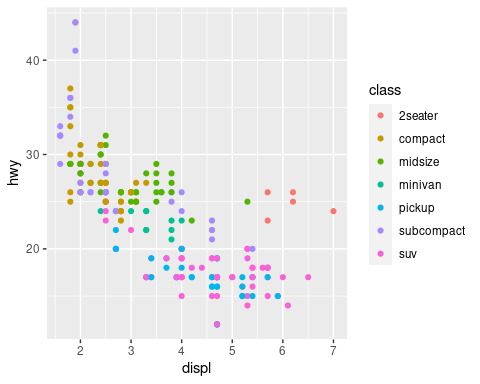 40
30
20
hwy
2 3 4 5 6 7
displ
class
2seater
compact
midsize
minivan
pickup
subcompact
suv